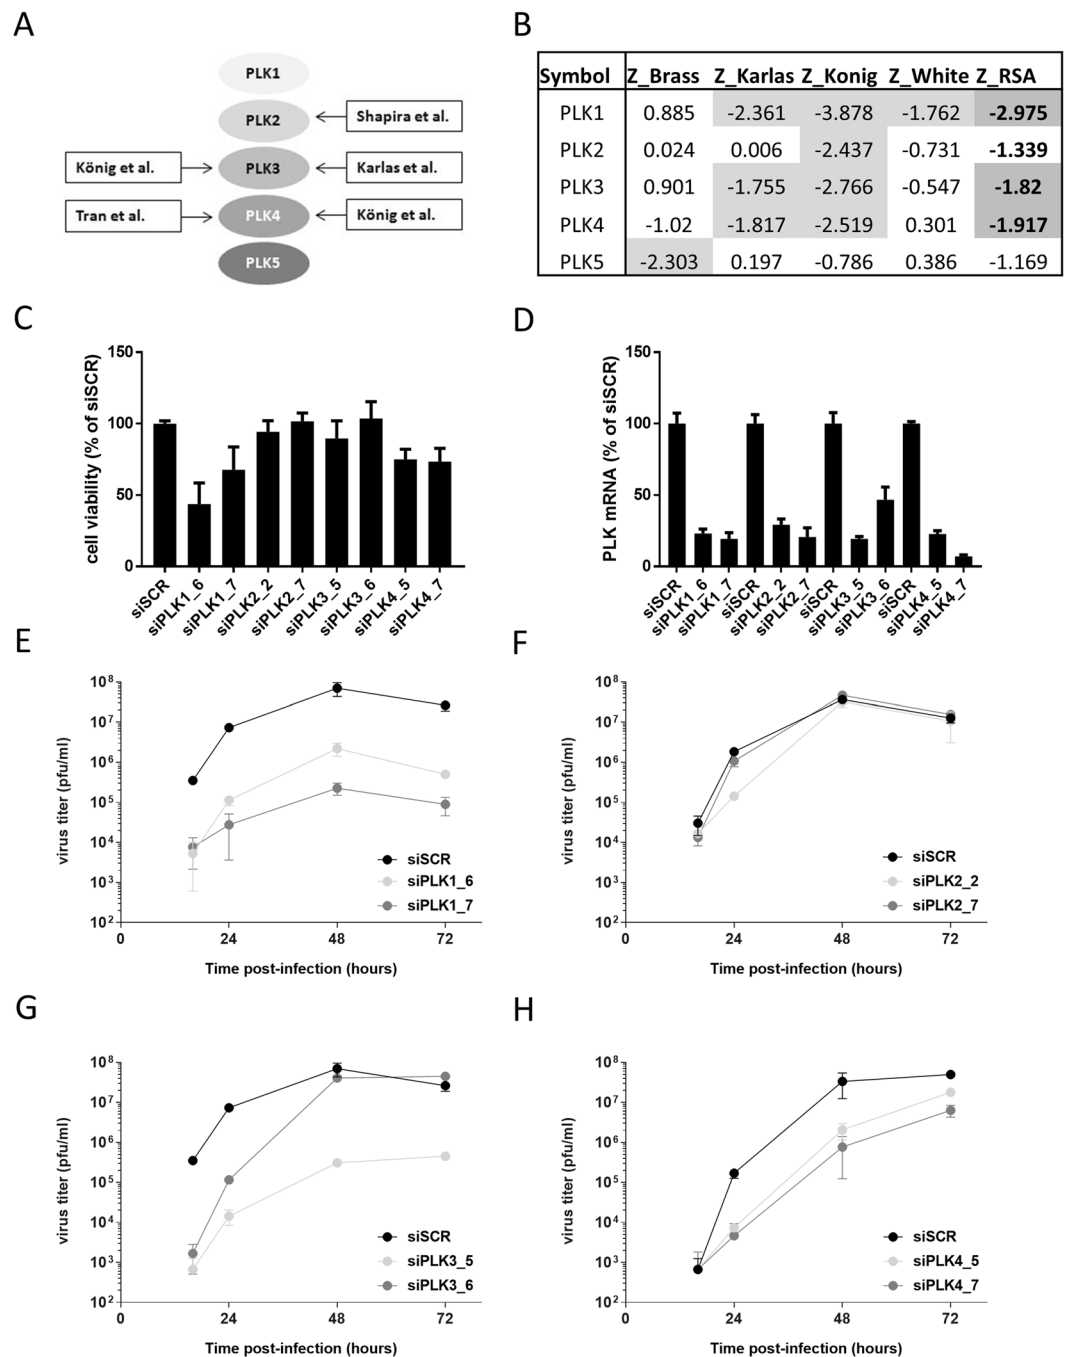 A
PLK1
PLK2
Shapira et al.
König et al.
PLK3
Karlas et al.
Tran et al.
PLK4
König et al.
PLK5
B
Symbol Z_Brass Z_Karlas Z_Konig Z_White Z_RSA
PLK1 0.885 -2.361 -3.878 -1.762 -2.975
PLK2 0.024 0.006 -2.437 -0.731 -1.339
PLK3 0.901 -1.755 -2.766 -0.547 -1.82
PLK4 -1.02 -1.817 -2.519 0.301 -1.917
PLK5 -2.303 0.197 -0.786 0.386 -1.169
C
cell viability (% of siSCR)
150
100
50
0
siSCR siPLK1_6 siPLK1_7 siPLK2_2 siPLK2_7 siPLK3_5 siPLK3_6 siPLK4_5 siPLK4_7
D
PLK mRNA (% of siSCR)
150
100
50
0
siSCR siPLK1_6 siPLK1_7 siSCR siPLK2_2 siPLK2_7 siSCR siPLK3_5 siPLK3_6 siSCR siPLK4_5 siPLK4_7
E
virus titer (pfu/ml)
10⁸
10⁷
10⁶
10⁵
10⁴
10³
10²
siSCR
siPLK1_6
siPLK1_7
0 24 48 72
Time post-infection (hours)
F
virus titer (pfu/ml)
10⁸
10⁷
10⁶
10⁵
10⁴
10³
10²
siSCR
siPLK2_2
siPLK2_7
0 24 48 72
Time post-infection (hours)
G
virus titer (pfu/ml)
10⁸
10⁷
10⁶
10⁵
10⁴
10³
10²
siSCR
siPLK3_5
siPLK3_6
0 24 48 72
Time post-infection (hours)
H
virus titer (pfu/ml)
10⁸
10⁷
10⁶
10⁵
10⁴
10³
10²
siSCR
siPLK4_5
siPLK4_7
0 24 48 72
Time post-infection (hours)